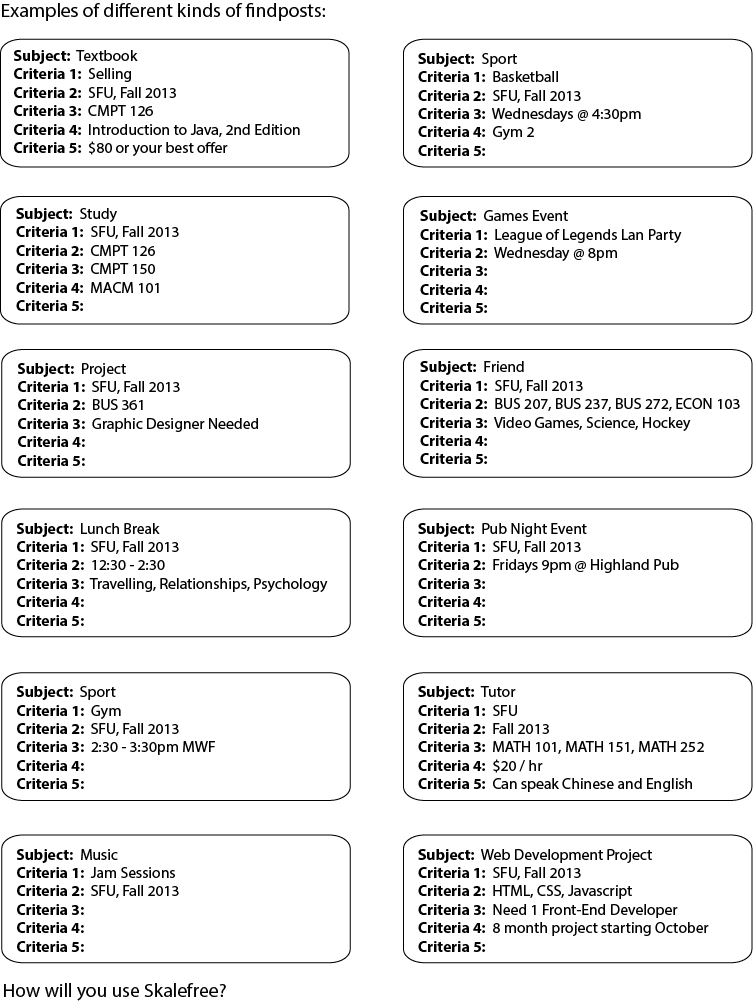 Examples of different kinds of findposts:
Subject: Textbook
Criteria 1: Selling
Criteria 2: SFU, Fall 2013
Criteria 3: CMPT 126
Criteria 4: Introduction to Java, 2nd Edition
Criteria 5: $80 or your best offer
Subject: Sport
Criteria 1: Basketball
Criteria 2: SFU, Fall 2013
Criteria 3: Wednesdays @ 4:30pm
Criteria 4: Gym 2
Criteria 5:
Subject: Study
Criteria 1: SFU, Fall 2013
Criteria 2: CMPT 126
Criteria 3: CMPT 150
Criteria 4: MACM 101
Criteria 5:
Subject: Games Event
Criteria 1: League of Legends Lan Party
Criteria 2: Wednesday @ 8pm
Criteria 3:
Criteria 4:
Criteria 5:
Subject: Project
Criteria 1: SFU, Fall 2013
Criteria 2: BUS 361
Criteria 3: Graphic Designer Needed
Criteria 4:
Criteria 5:
Subject: Friend
Criteria 1: SFU, Fall 2013
Criteria 2: BUS 207, BUS 237, BUS 272, ECON 103
Criteria 3: Video Games, Science, Hockey
Criteria 4:
Criteria 5:
Subject: Lunch Break
Criteria 1: SFU, Fall 2013
Criteria 2: 12:30 - 2:30
Criteria 3: Travelling, Relationships, Psychology
Criteria 4:
Criteria 5:
Subject: Pub Night Event
Criteria 1: SFU, Fall 2013
Criteria 2: Fridays 9pm @ Highland Pub
Criteria 3:
Criteria 4:
Criteria 5:
Subject: Sport
Criteria 1: Gym
Criteria 2: SFU, Fall 2013
Criteria 3: 2:30 - 3:30pm MWF
Criteria 4:
Criteria 5:
Subject: Tutor
Criteria 1: SFU
Criteria 2: Fall 2013
Criteria 3: MATH 101, MATH 151, MATH 252
Criteria 4: $20 / hr
Criteria 5: Can speak Chinese and English
Subject: Music
Criteria 1: Jam Sessions
Criteria 2: SFU, Fall 2013
Criteria 3:
Criteria 4:
Criteria 5:
Subject: Web Development Project
Criteria 1: SFU, Fall 2013
Criteria 2: HTML, CSS, Javascript
Criteria 3: Need 1 Front-End Developer
Criteria 4: 8 month project starting October
Criteria 5:
How will you use Skalefree?